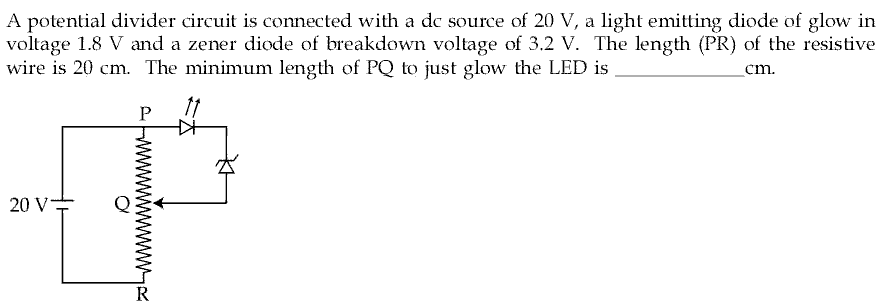 A potential divider circuit is connected with a dc source of 20 V, a light emitting diode of glow in
voltage 1.8 V and a zener diode of breakdown voltage of 3.2 V. The length (PR) of the resistive
wire is 20 cm. The minimum length of PQ to just glow the LED is ____________cm.
P
20 V
Q
R